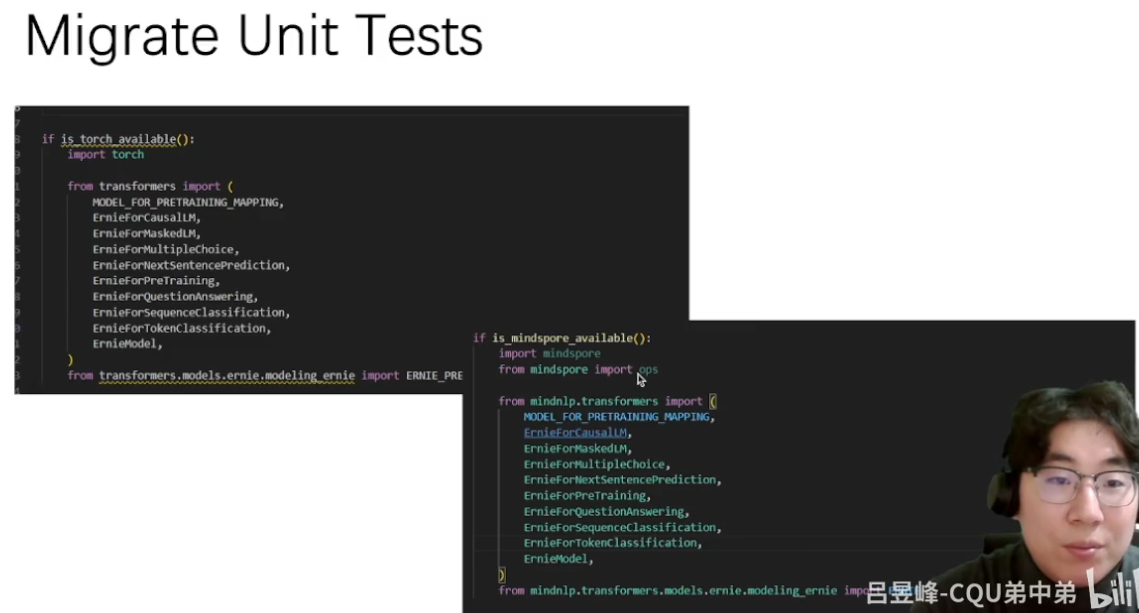 Migrate Unit Tests
if is_torch_available():
import torch
from transformers import (
MODEL_FOR_PRETRAINING_MAPPING,
ErnieForCausalLM,
ErnieForMaskedLM,
ErnieForMultipleChoice,
ErnieForNextSentencePrediction,
ErnieForPreTraining,
ErnieForQuestionAnswering,
ErnieForSequenceClassification,
ErnieForTokenClassification,
ErnieModel,
)
from transformers.models.ernie.modeling_ernie import ERNIE_PRE
if is_mindspore_available():
import mindspore
from mindspore import ops
from mindnlp.transformers import (
MODEL_FOR_PRETRAINING_MAPPING,
ErnieForCausalLM,
ErnieForMaskedLM,
ErnieForMultipleChoice,
ErnieForNextSentencePrediction,
ErnieForPreTraining,
ErnieForQuestionAnswering,
ErnieForSequenceClassification,
ErnieForTokenClassification,
ErnieModel,
)
from mindnlp.transformers.models.ernie.modeling_ernie
吕昱峰-CQU弟中弟 bili